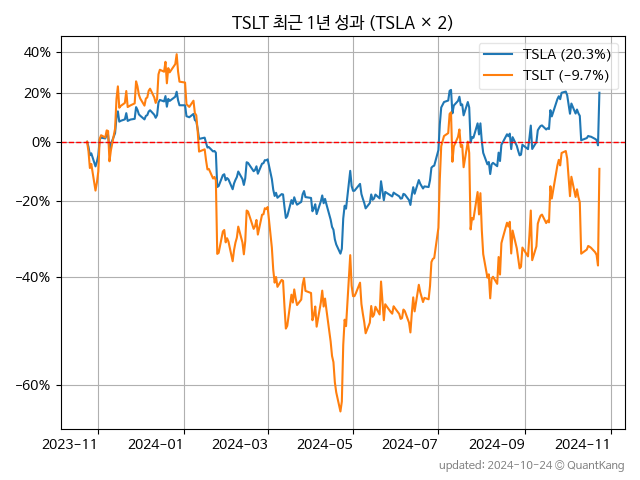 TSLT 최근 1년 성과 (TSLA × 2)
TSLA (20.3%)
TSLT (−9.7%)
40%
20%
0%
−20%
−40%
−60%
2023−11 2024−01 2024−03 2024−05 2024−07 2024−09 2024−11
updated: 2024-10-24 © QuantKang